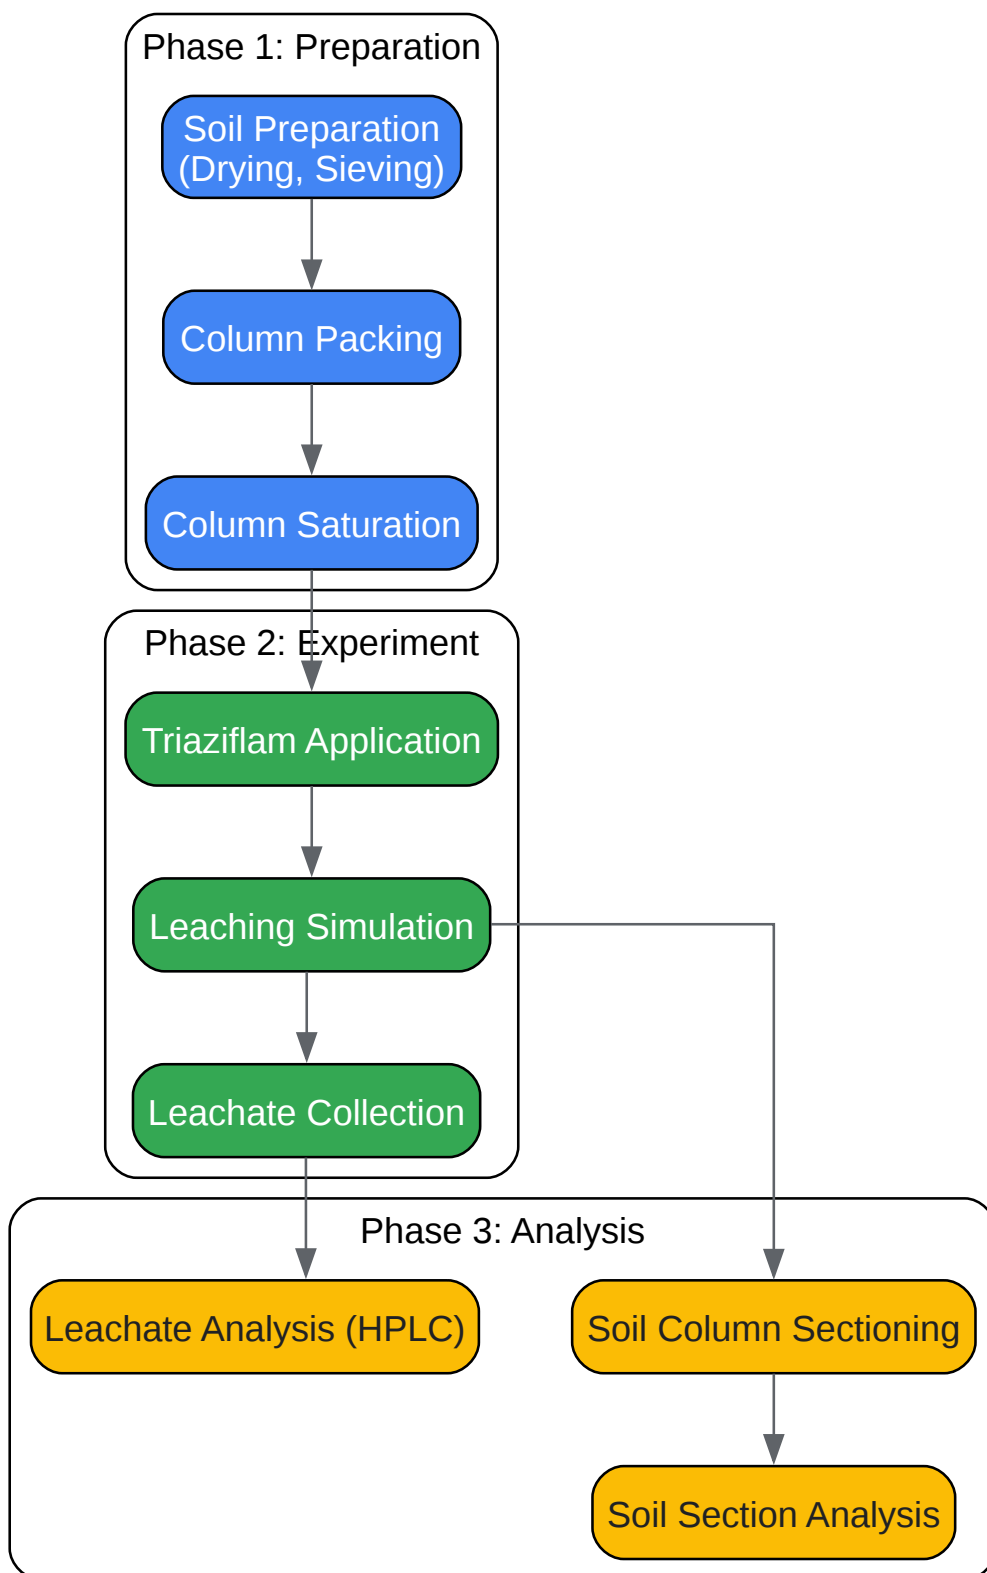 Phase 1: Preparation
Soil Preparation
(Drying, Sieving)
Column Packing
Column Saturation
Phase 2: Experiment
Triaziflam Application
Leaching Simulation
Leachate Collection
Phase 3: Analysis
Leachate Analysis (HPLC)
Soil Column Sectioning
Soil Section Analysis